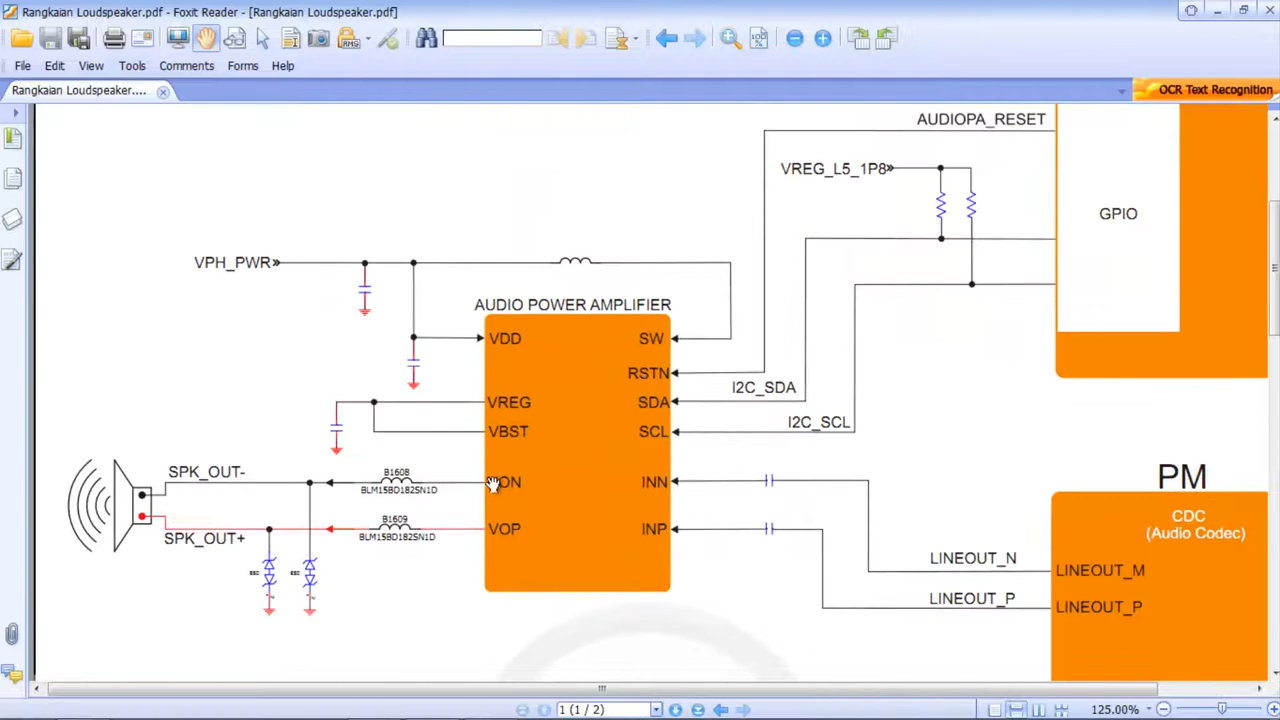 Rangkaian Loudspeaker.pdf - Foxit Reader - [Rangkaian Loudspeaker.pdf]
File Edit View Tools Comments Forms Help
Rangkaian Loudspeaker....
OCR Text Recognition
AUDIOPA_RESET
VREG_L5_1P8
GPIO
VPH_PWR
AUDIO POWER AMPLIFIER
VDD
SW
RSTN
I2C_SDA
VREG
SDA
I2C_SCL
VBST
SCL
PM
SPK_OUT-
B1608
BLM15BD182SN1D
INN
CDC
(Audio Codec)
SPK_OUT+
B1609
BLM15BD182SN1D
VOP
INP
LINEOUT_N
LINEOUT_M
LINEOUT_P
LINEOUT_P
1 (1 / 2)
125.00%